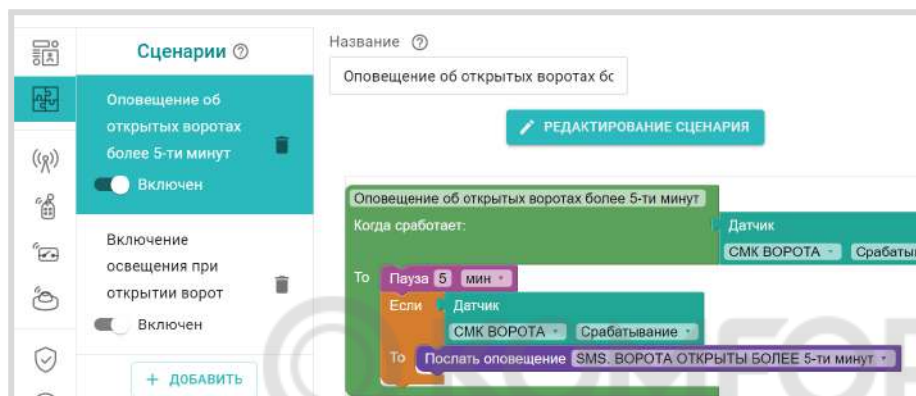 Сценарии
Оповещение об
открытых воротах
более 5-ти минут
Включен
Включение
освещения при
открытии ворот
Включен
+ ДОБАВИТЬ
Название
Оповещение об открытых воротах бо
РЕДАКТИРОВАНИЕ СЦЕНАРИЯ
Оповещение об открытых воротах более 5-ти минут
Когда сработает:
Датчик
СМК ВОРОТА Срабатыв
То Пауза 5 мин
Если Датчик
СМК ВОРОТА Срабатывание
То Послать оповещение SMS. ВОРОТА ОТКРЫТЫ БОЛЕЕ 5-ти минут
KOMFOR